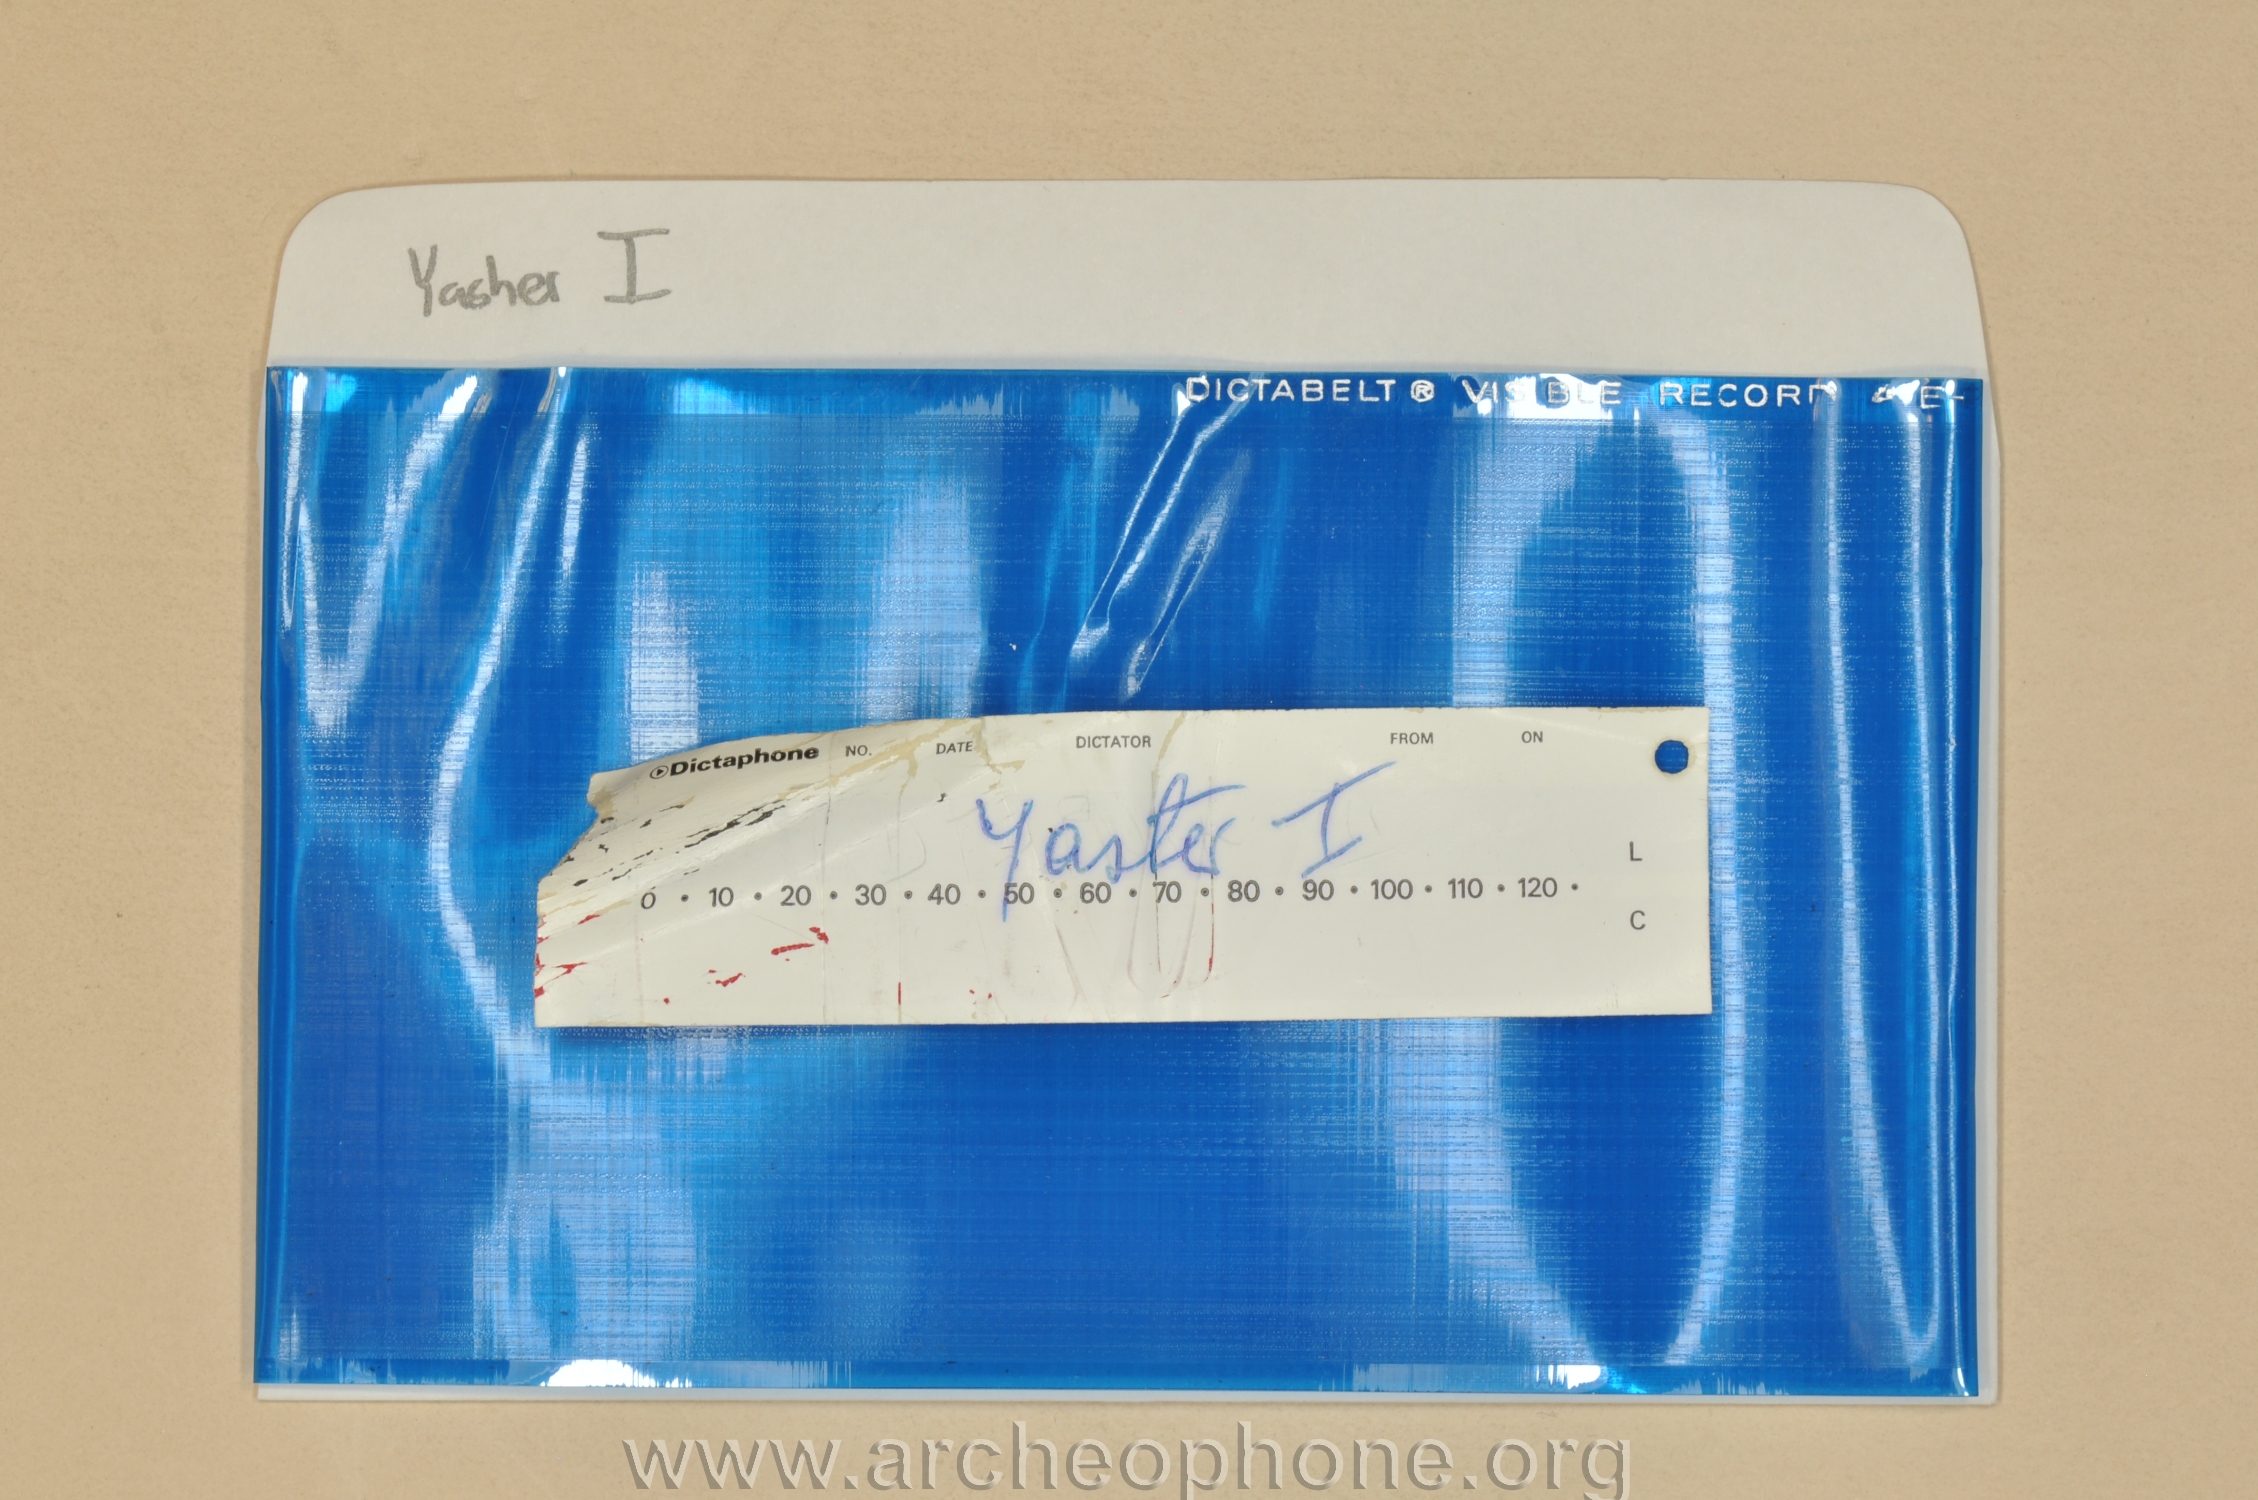 Yasher I
DICTABELT ® VISIBLE RECORD
Dictaphone NO. DATE DICTATOR FROM ON
Yaster I
L
0 • 10 • 20 • 30 • 40 • 50 • 60 • 70 • 80 • 90 • 100 • 110 • 120 •
C
www.archeophone.org